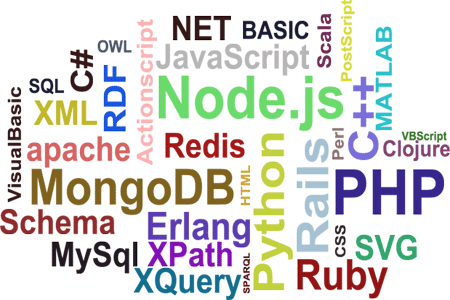 NET
BASIC
Scala
PostScript
OWL
JavaScript
MATLAB
SQL
C#
Actionscript
Node.js
C++
XML
RDF
VisualBasic
apache
Redis
Perl
VBScript
Clojure
MongoDB
HTML
Python
Rails
PHP
Schema
Erlang
CSS
SVG
MySql
XPath
SPARQL
XQuery
Ruby